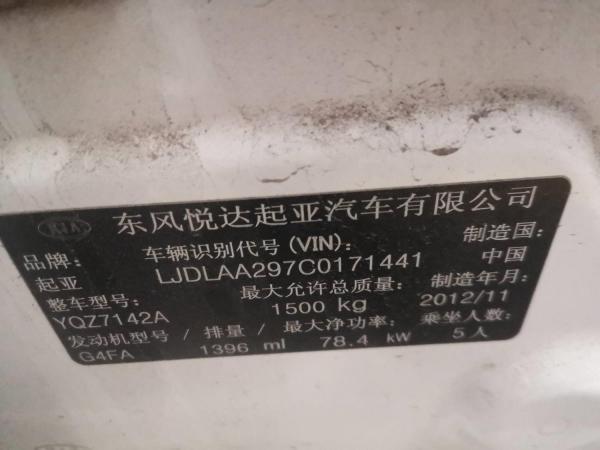 KIA 东风悦达起亚汽车有限公司
品牌: 车辆识别代号(VIN): 制造国:
起亚 LJDLAA297C0171441 中国
整车型号: 最大允许总质量: 制造年月:
YQZ7142A 1500 kg 2012/11
发动机型号 / 排量 / 最大净功率: 乘坐人数:
G4FA 1396 ml 78.4 kW 5人